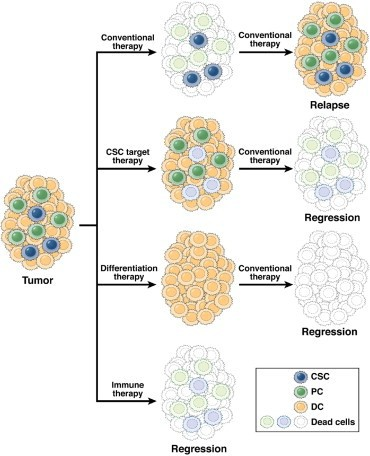 Conventional
therapy
Conventional
therapy
Relapse
CSC target
therapy
Conventional
therapy
Regression
Tumor
Differentiation
therapy
Conventional
therapy
Regression
Immune
therapy
Regression
CSC
PC
DC
Dead cells